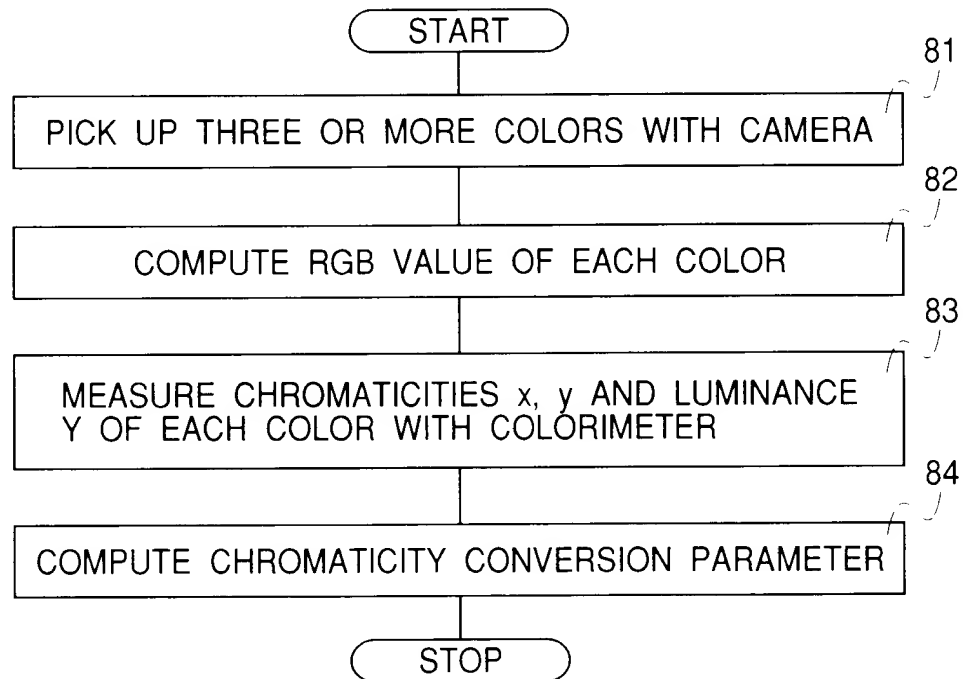 START
81
PICK UP THREE OR MORE COLORS WITH CAMERA
82
COMPUTE RGB VALUE OF EACH COLOR
83
MEASURE CHROMATICITIES x, y AND LUMINANCE
Y OF EACH COLOR WITH COLORIMETER
84
COMPUTE CHROMATICITY CONVERSION PARAMETER
STOP